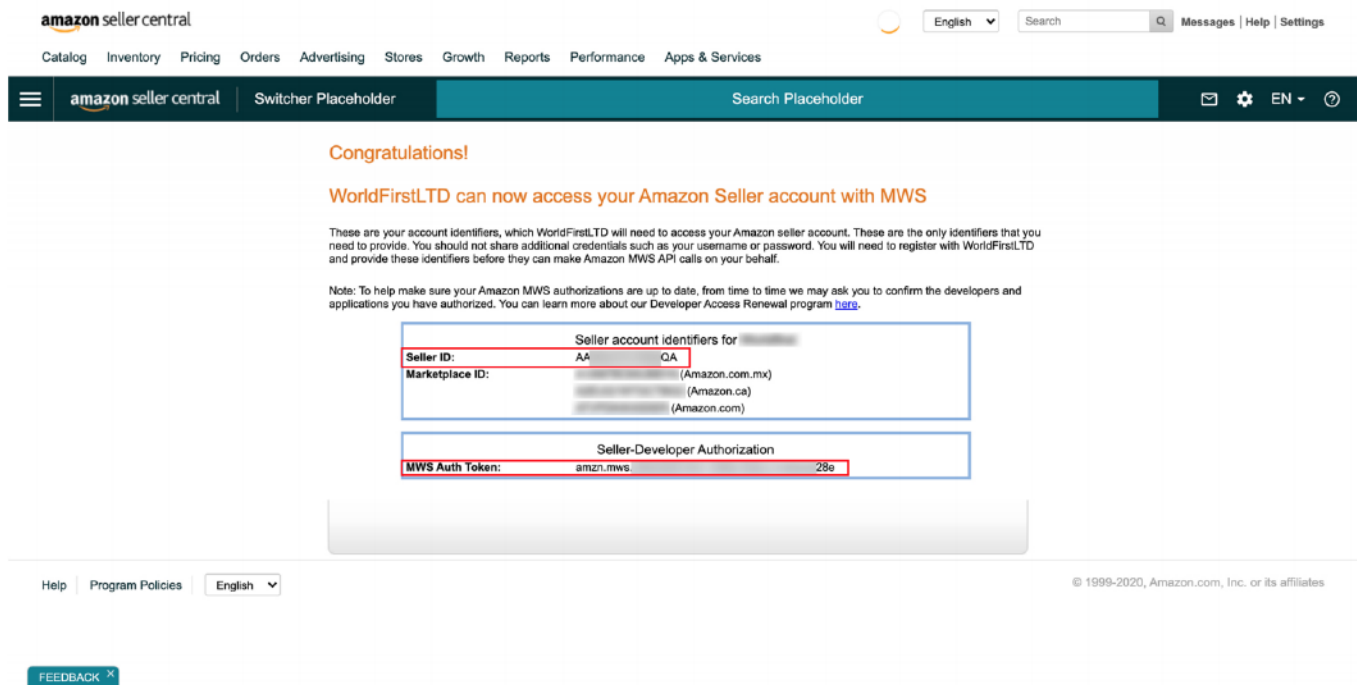 amazon seller central
English
Search
Messages | Help | Settings
Catalog Inventory Pricing Orders Advertising Stores Growth Reports Performance Apps & Services
amazon seller central Switcher Placeholder Search Placeholder EN
Congratulations!
WorldFirstLTD can now access your Amazon Seller account with MWS
These are your account identifiers, which WorldFirstLTD will need to access your Amazon seller account. These are the only identifiers that you
need to provide. You should not share additional credentials such as your username or password. You will need to register with WorldFirstLTD
and provide these identifiers before they can make Amazon MWS API calls on your behalf.
Note: To help make sure your Amazon MWS authorizations are up to date, from time to time we may ask you to confirm the developers and
applications you have authorized. You can learn more about our Developer Access Renewal program here.
Seller account identifiers for
Seller ID: AA QA
Marketplace ID: (Amazon.com.mx)
(Amazon.ca)
(Amazon.com)
Seller-Developer Authorization
MWS Auth Token: amzn.mws. 28e
Help Program Policies English
© 1999-2020, Amazon.com, Inc. or its affiliates
FEEDBACK ×